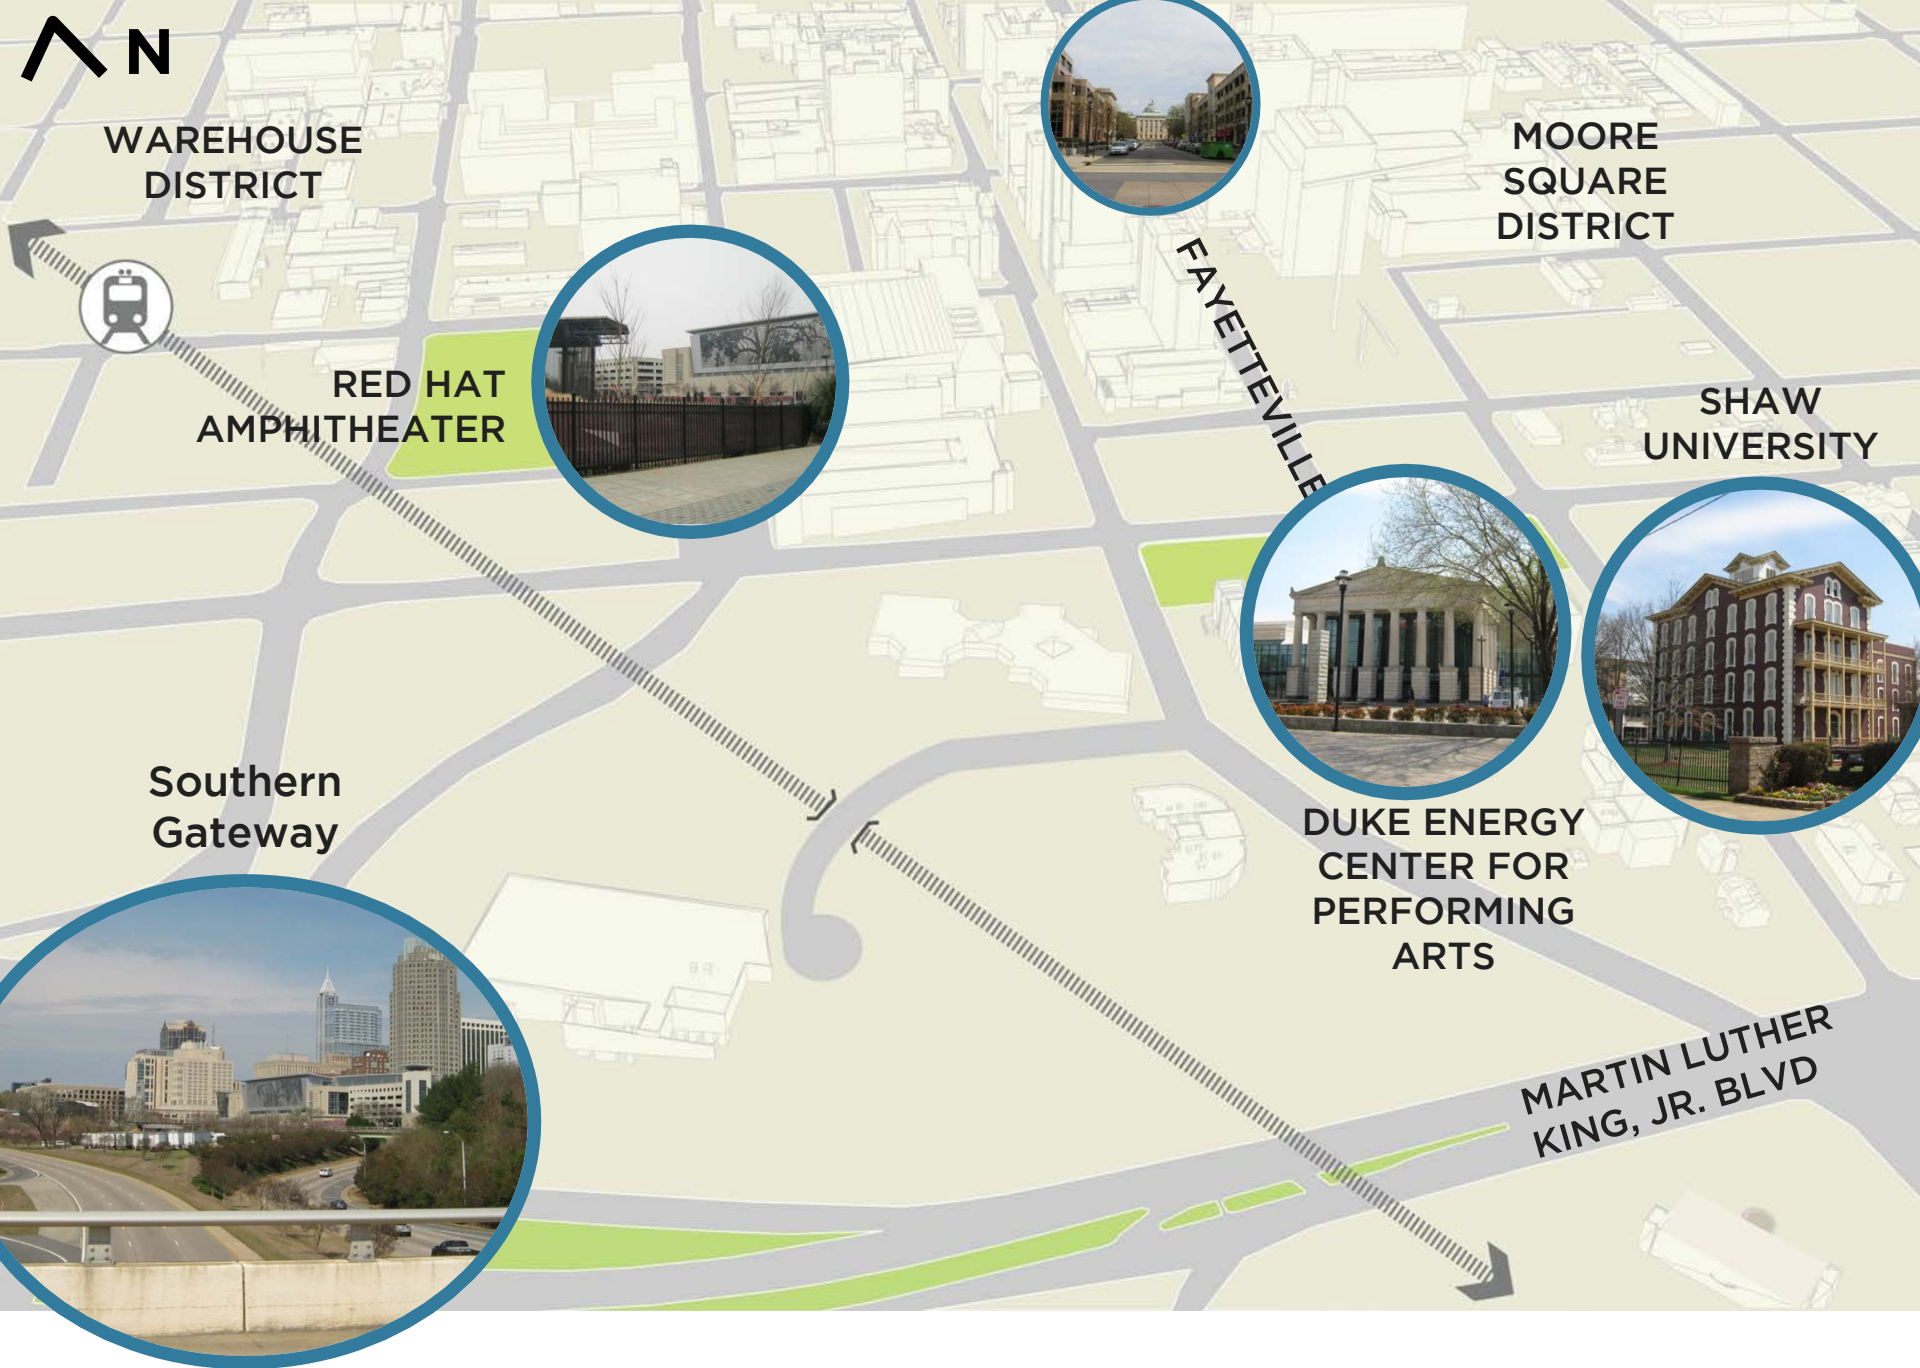 N
WAREHOUSE
DISTRICT
MOORE
SQUARE
DISTRICT
FAYETTEVILLE
RED HAT
AMPHITHEATER
SHAW
UNIVERSITY
Southern
Gateway
DUKE ENERGY
CENTER FOR
PERFORMING
ARTS
MARTIN LUTHER
KING, JR. BLVD